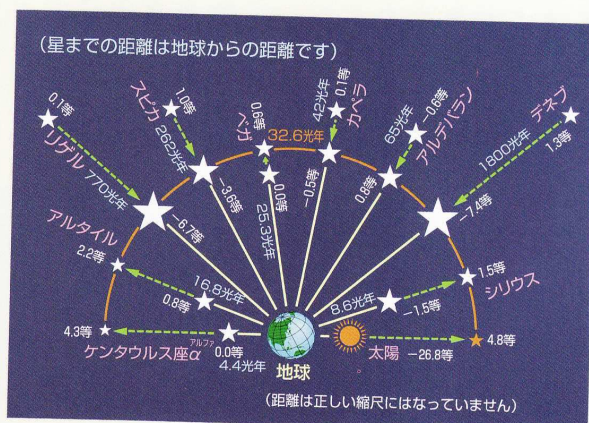 （星までの距離は地球からの距離です）
0.1等
リゲル
770光年
-6.7等
1.0等
スピカ
262光年
-3.6等
0.6等
ベガ
0.0等
25.3光年
32.6光年
42光年
0.1等
カペラ
-0.5等
65光年
-0.6等
アルデバラン
0.8等
デネブ
1800光年
1.3等
-7.4等
アルタイル
2.2等
16.8光年
0.8等
8.6光年
-1.5等
1.5等
シリウス
4.3等
ケンタウルス座α
アルファ
0.0等
4.4光年
地球
太陽
-26.8等
4.8等
（距離は正しい縮尺にはなっていません）